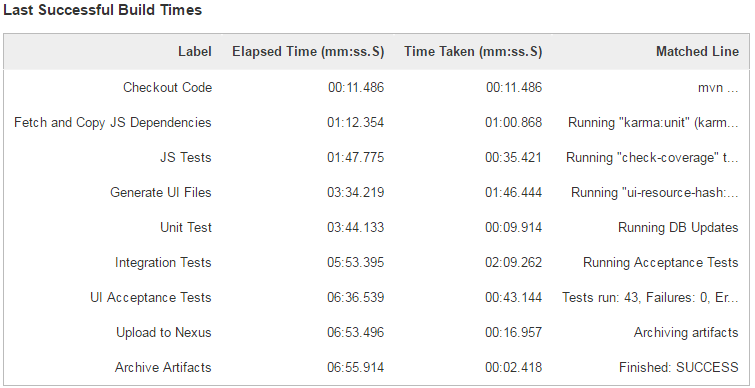 Last Successful Build Times
Label Elapsed Time (mm:ss.S) Time Taken (mm:ss.S) Matched Line
Checkout Code 00:11.486 00:11.486 mvn ...
Fetch and Copy JS Dependencies 01:12.354 01:00.868 Running "karma:unit" (karm...
JS Tests 01:47.775 00:35.421 Running "check-coverage" t...
Generate UI Files 03:34.219 01:46.444 Running "ui-resource-hash:...
Unit Test 03:44.133 00:09.914 Running DB Updates
Integration Tests 05:53.395 02:09.262 Running Acceptance Tests
UI Acceptance Tests 06:36.539 00:43.144 Tests run: 43, Failures: 0, Er...
Upload to Nexus 06:53.496 00:16.957 Archiving artifacts
Archive Artifacts 06:55.914 00:02.418 Finished: SUCCESS